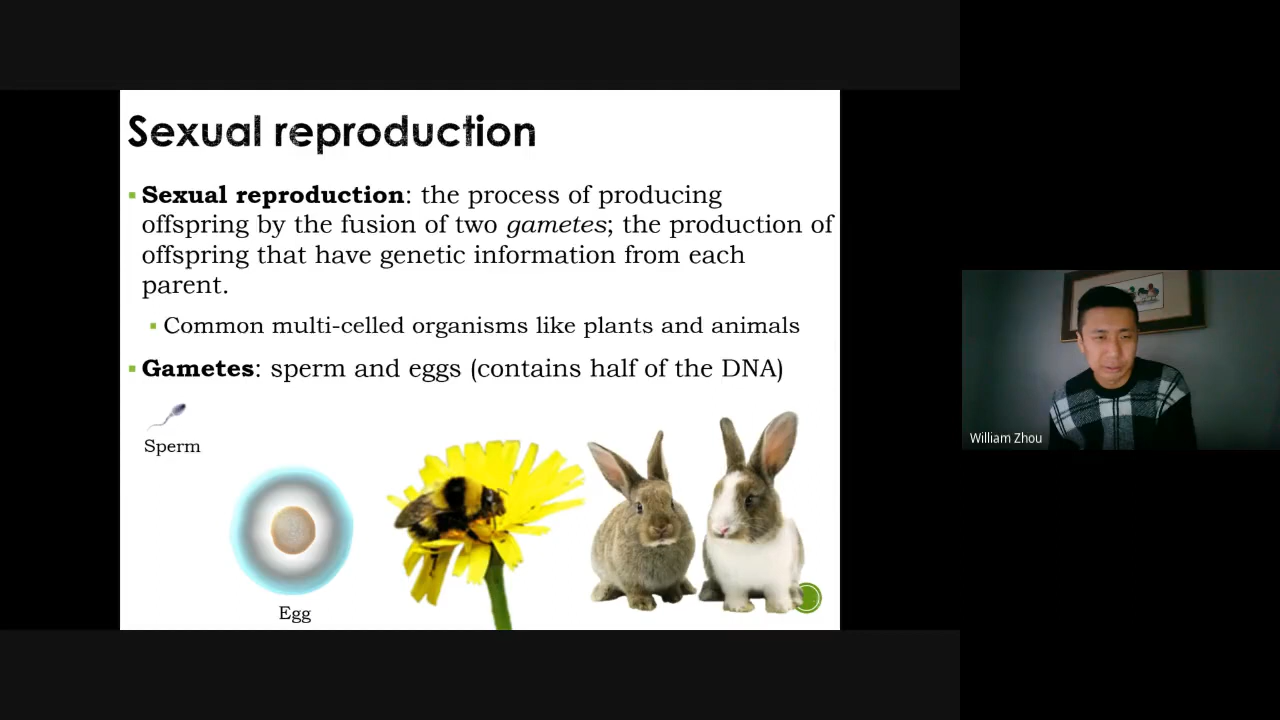 Sexual reproduction
▪ Sexual reproduction: the process of producing
offspring by the fusion of two gametes; the production of
offspring that have genetic information from each
parent.
▪ Common multi-celled organisms like plants and animals
▪ Gametes: sperm and eggs (contains half of the DNA)
Sperm
Egg
William Zhou